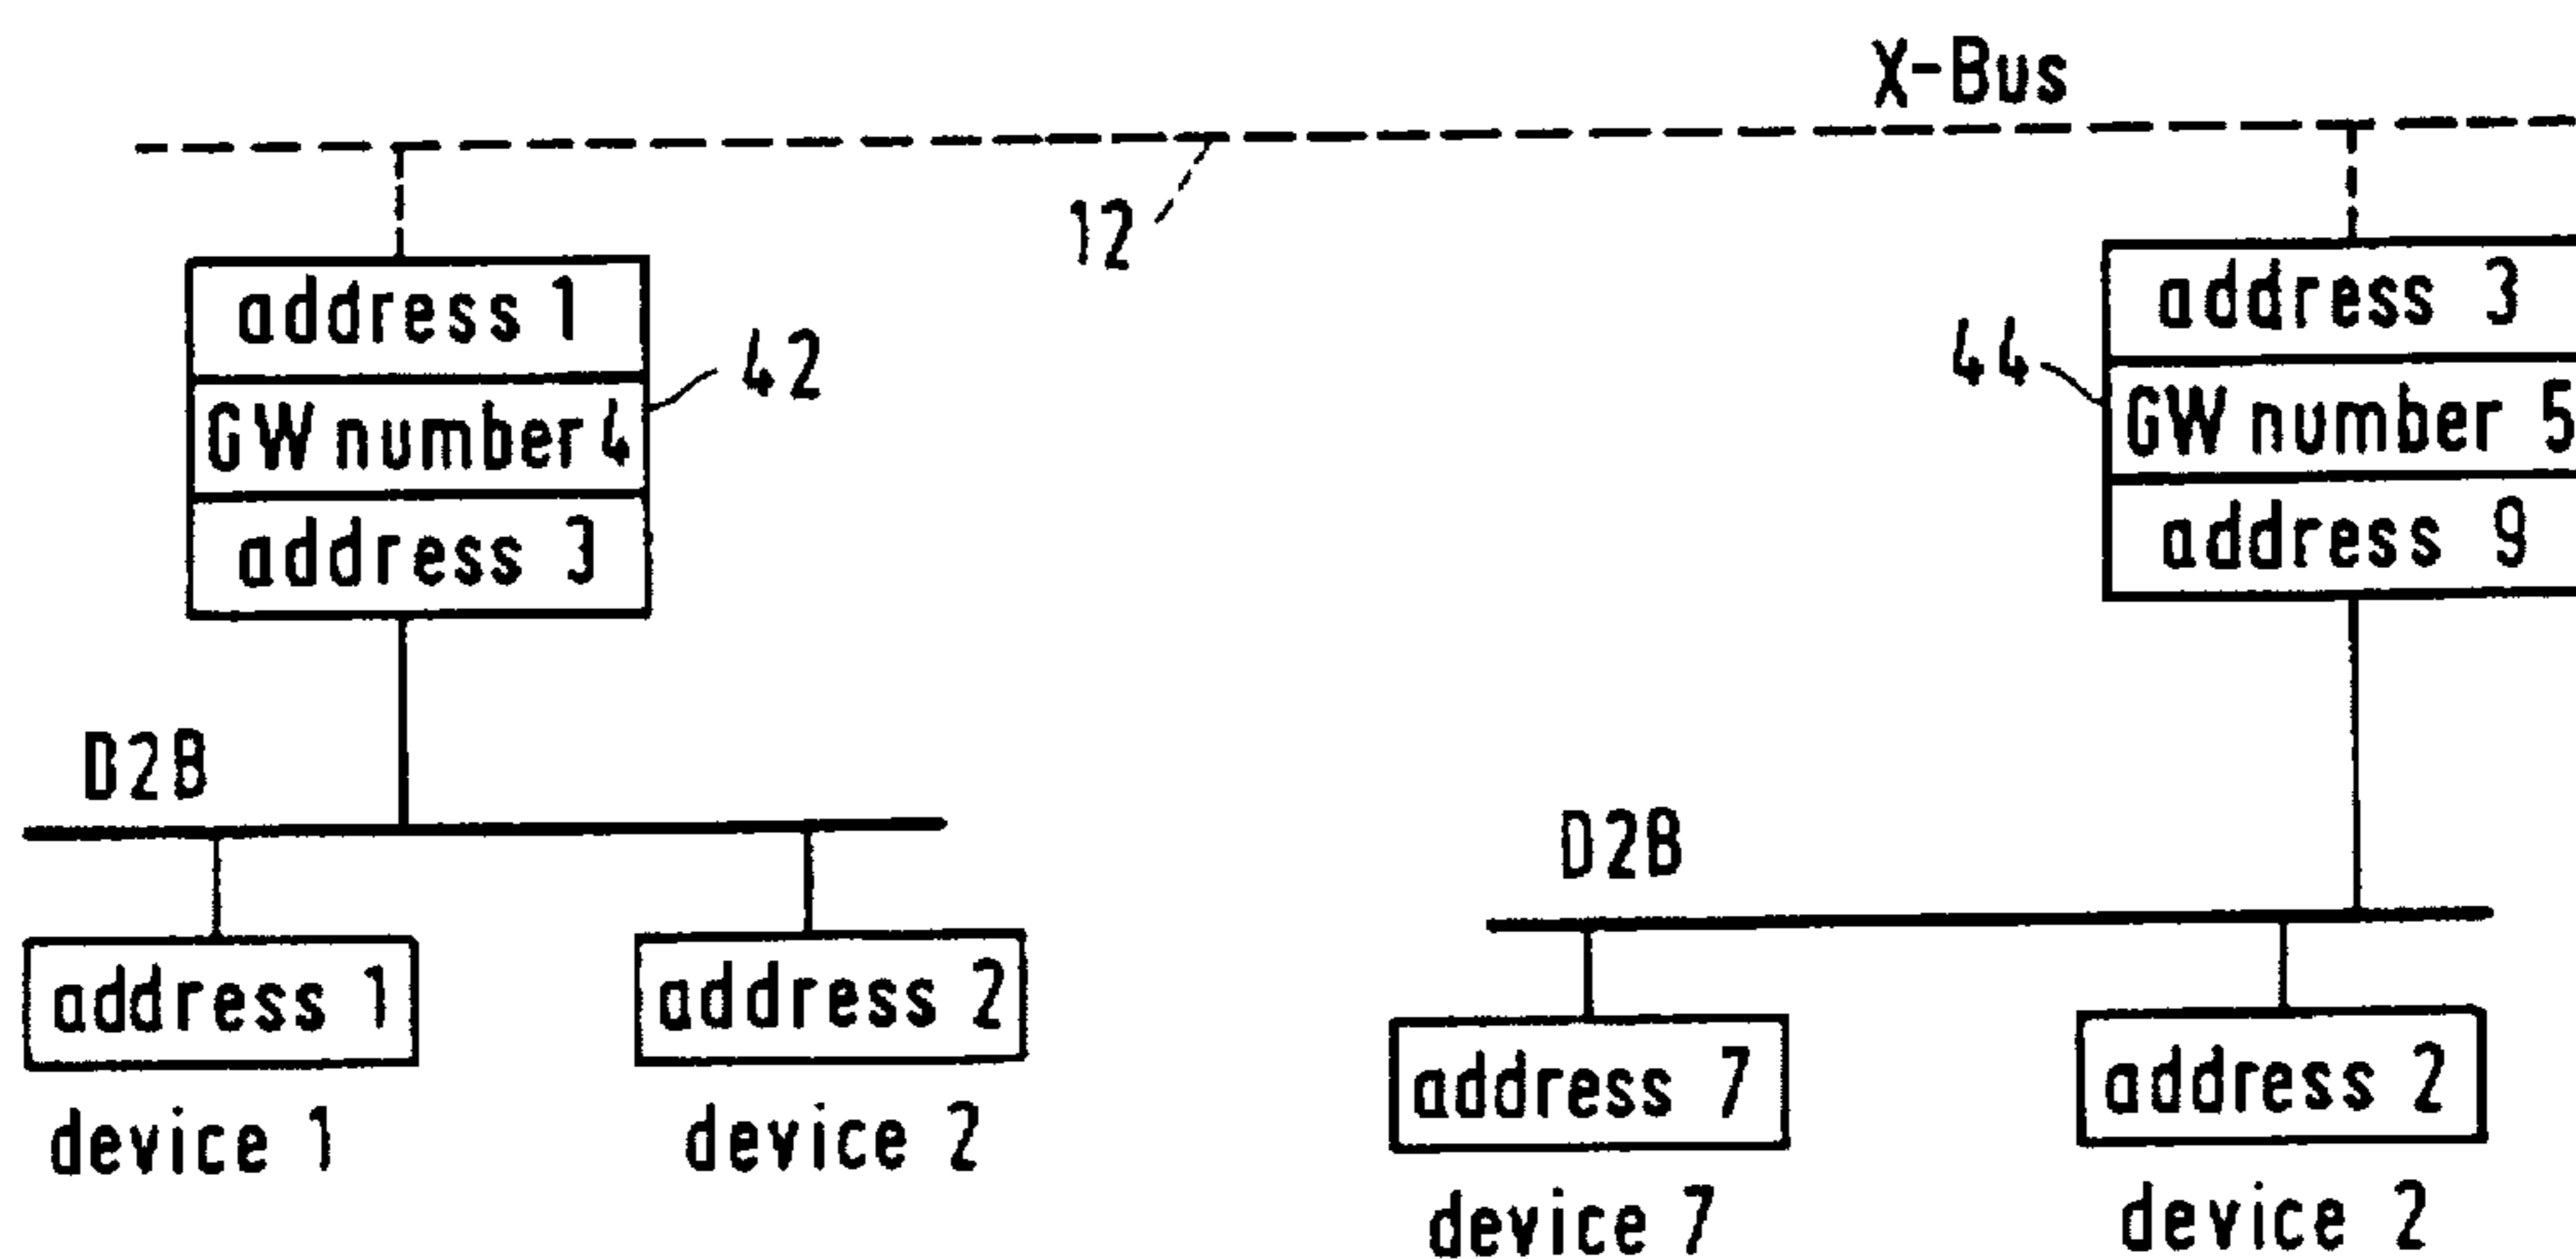 X-Bus
12
address 1
GW number 4
address 3
42
44
address 3
GW number 5
address 9
D2B
address 1
address 2
device 1
device 2
D2B
address 7
address 2
device 7
device 2